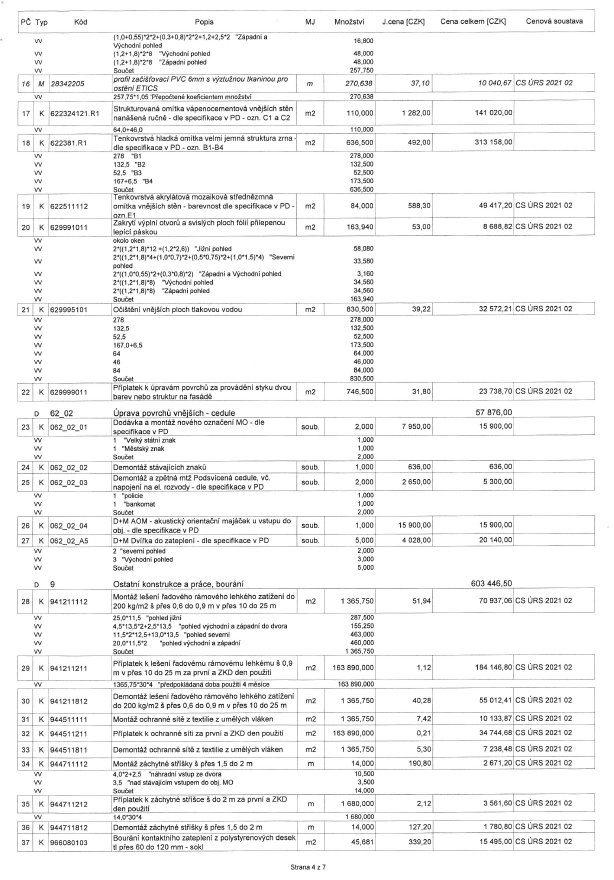 PČ Typ Kód Popis MJ Množství J.cena [CZK] Cena celkem [CZK] Cenová soustava
VV (1,0+0,55)*2*2+(0,3+0,8)*2*2+1,2+2,5*2 "Západní a Východní pohled 16,800
VV (1,2+1,8)*2*8 "Východní pohled 48,000
VV (1,2+1,8)*2*8 "Západní pohled 48,000
VV Součet 257,750
16 M 28342205 profil začišťovací PVC 6mm s výztužnou tkaninou pro ostění ETICS m 270,638 37,10 10 040,67 CS ÚRS 2021 02
VV 257,75*1,05 'Přepočtené koeficientem množství 270,638
17 K 622324121.R1 Strukturovaná omítka vápenocementová vnějších stěn nanášená ručně - dle specifikace v PD - ozn. C1 a C2 m2 110,000 1 282,00 141 020,00
VV 64,0+46,0 110,000
18 K 622381.R1 Tenkovrstvá hladká omítka velmi jemná struktura zrna - dle specifikace v PD - ozn. B1-B4 m2 636,500 492,00 313 158,00
VV 278 "B1 278,000
VV 132,5 "B2 132,500
VV 52,5 "B3 52,500
VV 167+6,5 "B4 173,500
VV Součet 636,500
19 K 622511112 Tenkovrstvá akrylátová mozaiková střednězrnná omítka vnějších stěn - barevnost dle specifikace v PD - ozn.E1 m2 84,000 588,30 49 417,20 CS ÚRS 2021 02
20 K 629991011 Zakrytí výplní otvorů a svislých ploch fólií přilepenou lepící páskou m2 163,940 53,00 8 688,82 CS ÚRS 2021 02
VV okolo oken
VV 2*((1,2*1,8)*12 +(1,2*2,6)) "Jižní pohled 58,080
VV 2*((1,2*1,8)*4+(1,0*0,7)*2+(0,5*0,75)*2+(1,0*1,5)*4) "Severní pohled 33,580
VV 2*((1,0*0,55)*2+(0,3*0,8)*2) "Západní a Východní pohled 3,160
VV 2*((1,2*1,8)*8) "Východní pohled 34,560
VV 2*((1,2*1,8)*8) "Západní pohled 34,560
VV Součet 163,940
21 K 629995101 Očištění vnějších ploch tlakovou vodou m2 830,500 39,22 32 572,21 CS ÚRS 2021 02
VV 278 278,000
VV 132,5 132,500
VV 52,5 52,500
VV 167,0+6,5 173,500
VV 64 64,000
VV 46 46,000
VV 84 84,000
VV Součet 830,500
22 K 629999011 Příplatek k úpravám povrchů za provádění styku dvou barev nebo struktur na fasádě m2 746,500 31,80 23 738,70 CS ÚRS 2021 02
D 62_02 Úprava povrchů vnějších - cedule 57 876,00
23 K 062_02_01 Dodávka a montáž nového označení MO - dle specifikace v PD soub. 2,000 7 950,00 15 900,00
VV 1 "Velký státní znak 1,000
VV 1 "Městský znak 1,000
VV Součet 2,000
24 K 062_02_02 Demontáž stávajících znaků soub. 1,000 636,00 636,00
25 K 062_02_03 Demontáž a zpětná mtž Podsvícená cedule, vč. napojení na el. rozvody - dle specifikace v PD soub. 2,000 2 650,00 5 300,00
VV 1 "policie 1,000
VV 1 "bankomat 1,000
VV Součet 2,000
26 K 062_02_04 D+M AOM - akustický orientační majáček u vstupu do obj. - dle specifikace v PD soub. 1,000 15 900,00 15 900,00
27 K 062_02_A5 D+M Dvířka do zateplení - dle specifikace v PD soub. 5,000 4 028,00 20 140,00
VV 2 "severní pohled 2,000
VV 3 "Východní pohled 3,000
VV Součet 5,000
D 9 Ostatní konstrukce a práce, bourání 603 446,50
28 K 941211112 Montáž lešení řadového rámového lehkého zatížení do 200 kg/m2 š přes 0,6 do 0,9 m v přes 10 do 25 m m2 1 365,750 51,94 70 937,06 CS ÚRS 2021 02
VV 25,0*11,5 "pohled jižní 287,500
VV 4,5*13,5*2+2,5*13,5 "pohled východní a západní do dvora 155,250
VV 11,5*2*12,5+13,0*13,5 "pohled severní 463,000
VV 20,0*11,5*2 "pohled východní a západní 460,000
VV Součet 1 365,750
29 K 941211211 Příplatek k lešení řadovému rámovému lehkému š 0,9 m v přes 10 do 25 m za první a ZKD den použití m2 163 890,000 1,12 184 146,80 CS ÚRS 2021 02
VV 1365,75*30*4 "předpokládaná doba použití 4 měsíce 163 890,000
30 K 941211812 Demontáž lešení řadového rámového lehkého zatížení do 200 kg/m2 š přes 0,6 do 0,9 m v přes 10 do 25 m m2 1 365,750 40,28 55 012,41 CS ÚRS 2021 02
31 K 944511111 Montáž ochranné sítě z textilie z umělých vláken m2 1 365,750 7,42 10 133,87 CS ÚRS 2021 02
32 K 944511211 Příplatek k ochranné síti za první a ZKD den použití m2 163 890,000 0,21 34 744,68 CS ÚRS 2021 02
33 K 944511811 Demontáž ochranné sítě z textilie z umělých vláken m2 1 365,750 5,30 7 238,48 CS ÚRS 2021 02
34 K 944711112 Montáž záchytné stříšky š přes 1,5 do 2 m m 14,000 190,80 2 671,20 CS ÚRS 2021 02
VV 4,0*2+2,5 "náhradní vstup ze dvora 10,500
VV 3,5 "nad stávajícím vstupem do obj. MO 3,500
VV Součet 14,000
35 K 944711212 Příplatek k záchytné stříšce š do 2 m za první a ZKD den použití m 1 680,000 2,12 3 561,60 CS ÚRS 2021 02
VV 14,0*30*4 1 680,000
36 K 944711812 Demontáž záchytné stříšky š přes 1,5 do 2 m m 14,000 127,20 1 780,80 CS ÚRS 2021 02
37 K 966080103 Bourání kontaktního zateplení z polystyrenových desek tl přes 60 do 120 mm - sokl m2 45,681 339,20 15 495,00 CS ÚRS 2021 02
Strana 4 z 7